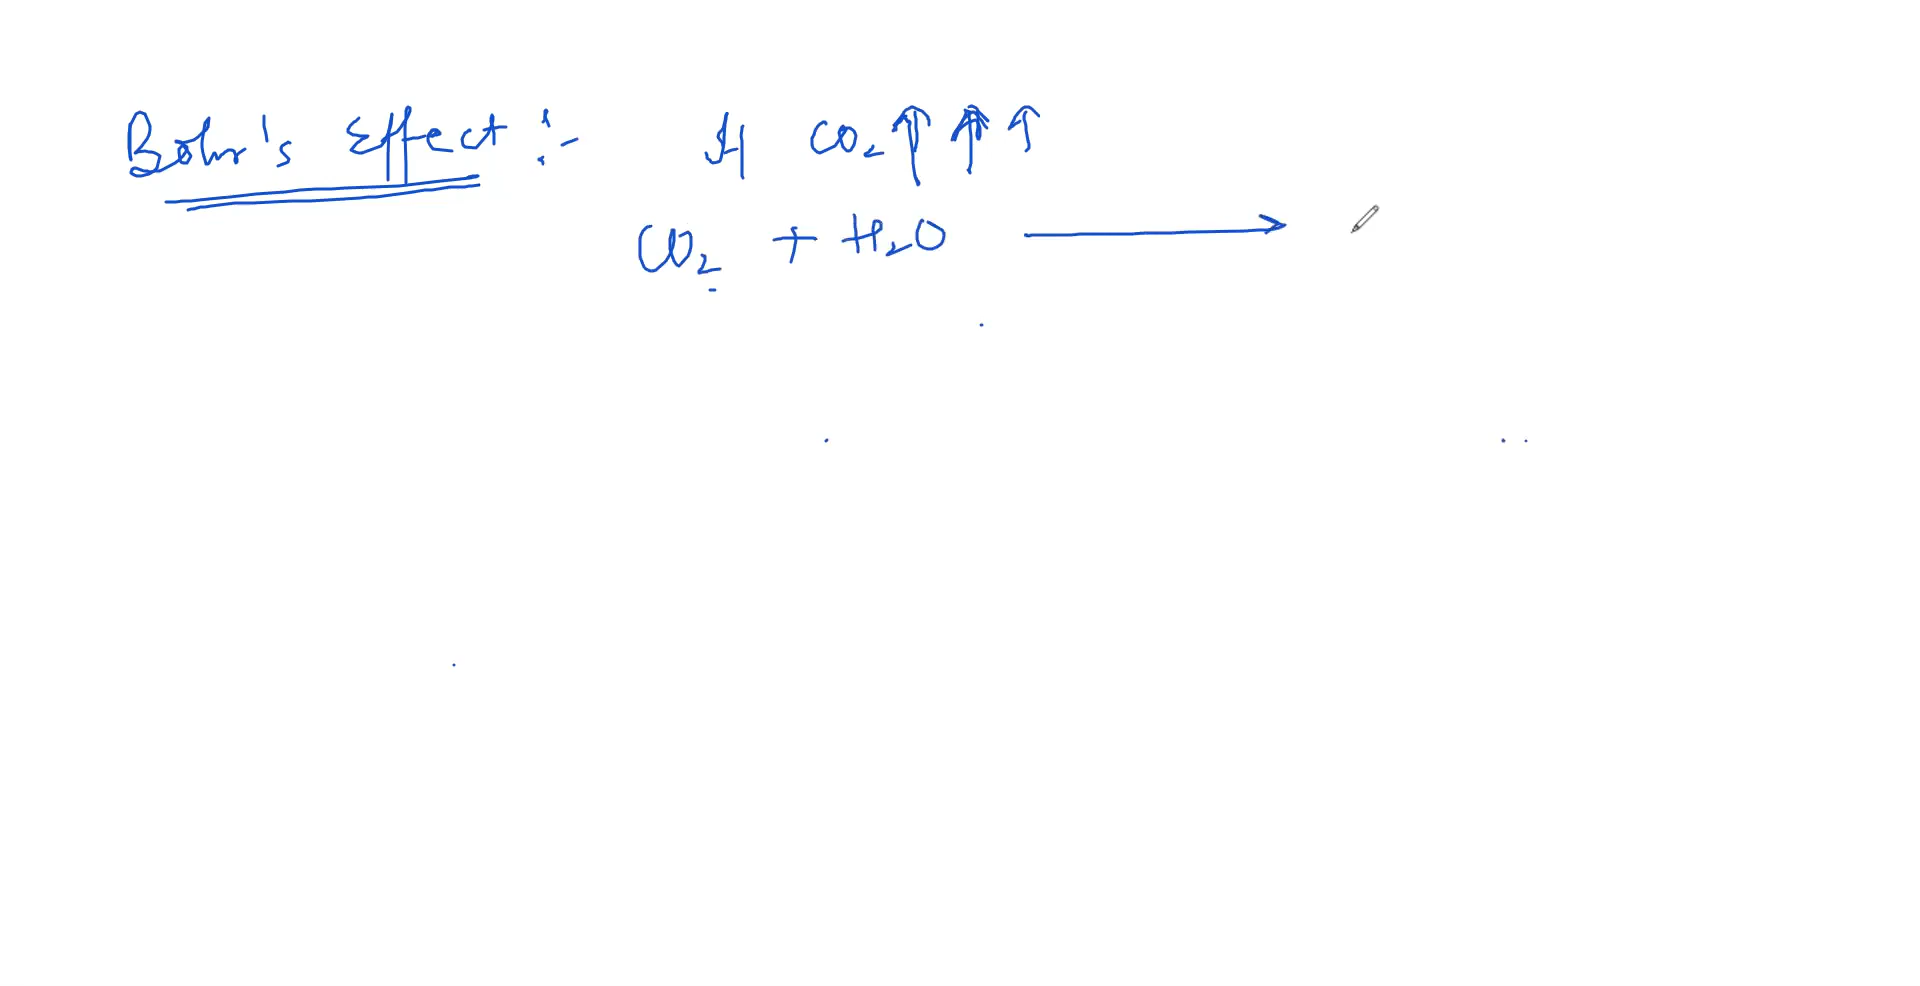 Bohr's Effect :- If CO₂ ↑ ↑ ↑
CO₂ + H₂O ⟶